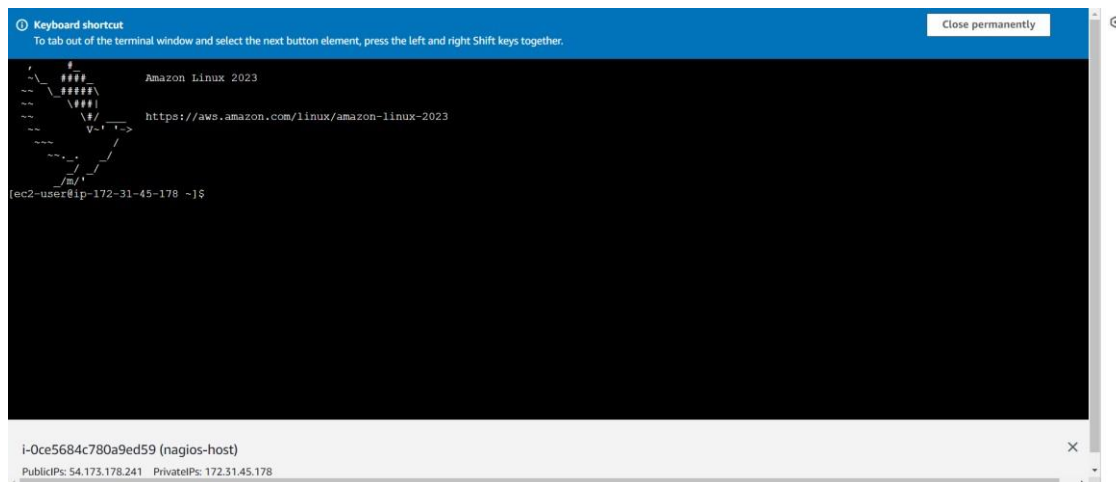 Keyboard shortcut
To tab out of the terminal window and select the next button element, press the left and right Shift keys together.
Close permanently
   ,     #_
   ~\_  ####_        Amazon Linux 2023
  ~~  \_#####\
  ~~     \###|
  ~~       \#/ ___   https://aws.amazon.com/linux/amazon-linux-2023
   ~~       V~' '->
    ~~~         /
      ~~._.   _/
         _/ _/
       _/m/'
[ec2-user@ip-172-31-45-178 ~]$
i-0ce5684c780a9ed59 (nagios-host)
PublicIPs: 54.173.178.241    PrivateIPs: 172.31.45.178